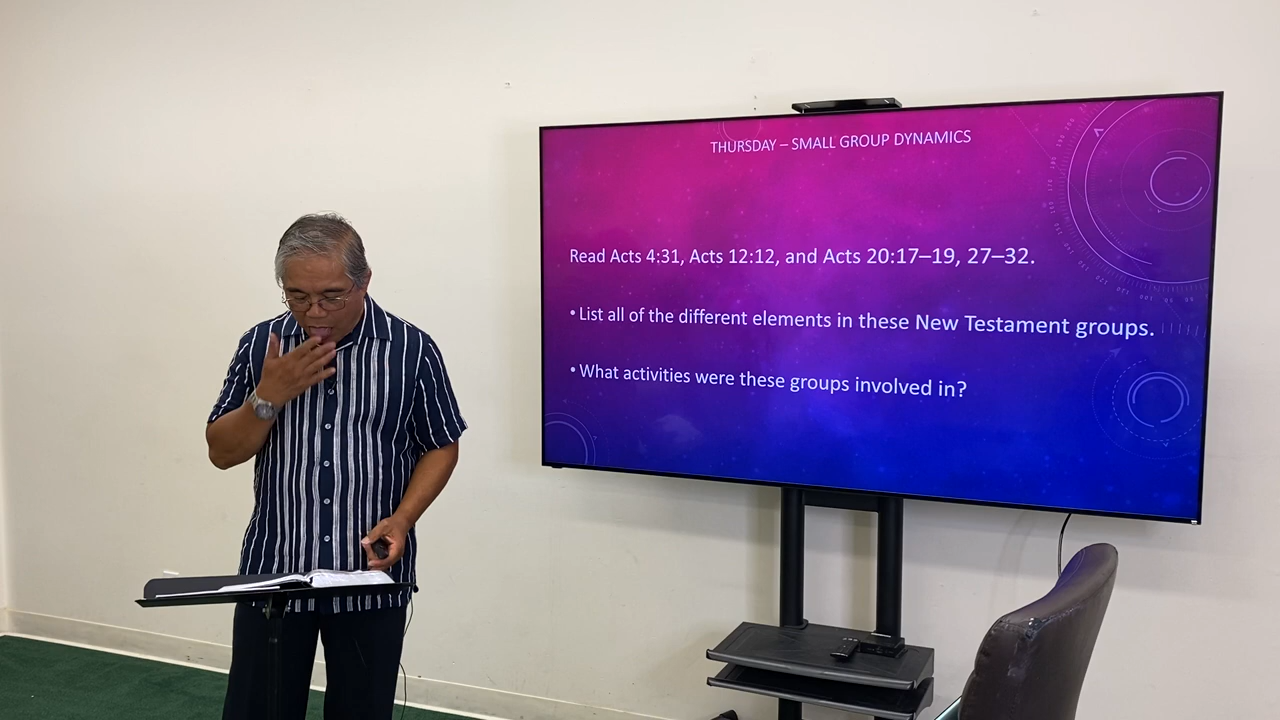 THURSDAY – SMALL GROUP DYNAMICS
Read Acts 4:31, Acts 12:12, and Acts 20:17–19, 27–32.
• List all of the different elements in these New Testament groups.
• What activities were these groups involved in?